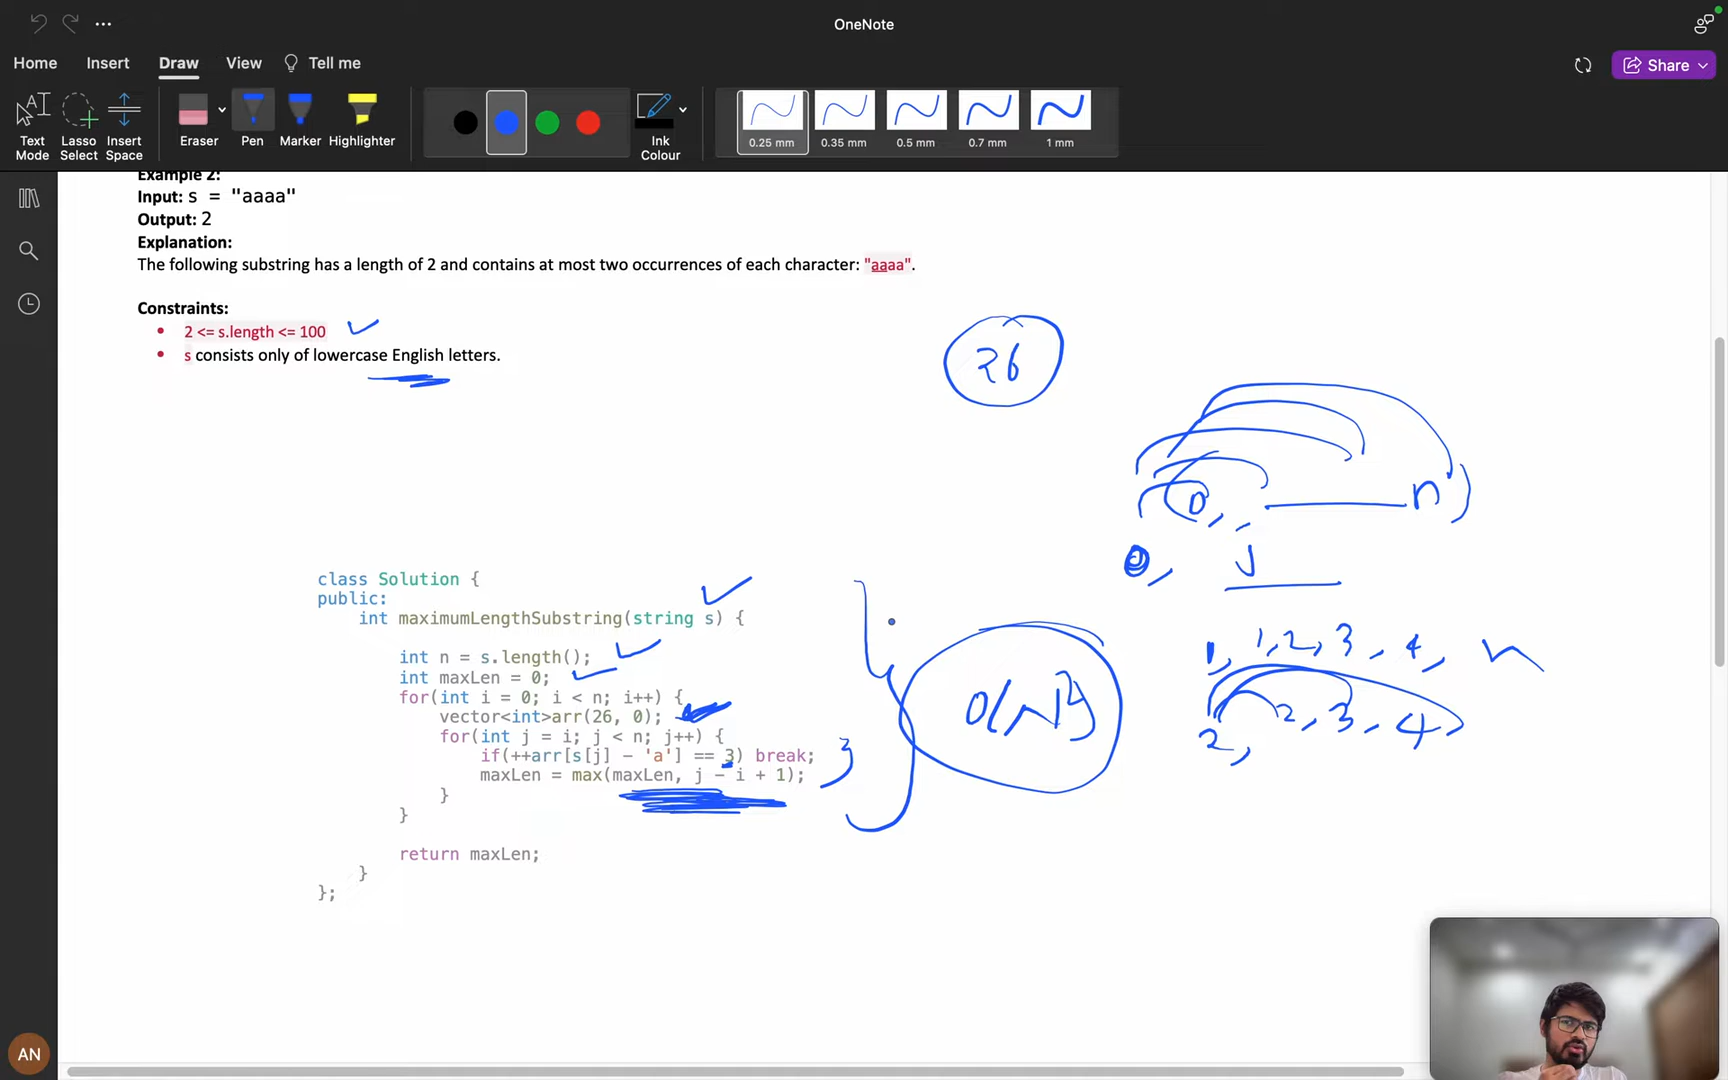 OneNote
Home Insert Draw View Tell me
Share
Text Mode
Lasso Select
Insert Space
Eraser
Pen
Marker
Highlighter
Ink Colour
0.25 mm
0.35 mm
0.5 mm
0.7 mm
1 mm
Example 2:
Input: s = "aaaa"
Output: 2
Explanation:
The following substring has a length of 2 and contains at most two occurrences of each character: "aaaa".
Constraints:
• 2 <= s.length <= 100
• s consists only of lowercase English letters.
26
0, n)
0, j
class Solution {
public:
int maximumLengthSubstring(string s) {
int n = s.length();
int maxLen = 0;
for(int i = 0; i < n; i++) {
vector<int>arr(26, 0);
for(int j = i; j < n; j++) {
if(++arr[s[j] - 'a'] == 3) break;
maxLen = max(maxLen, j - i + 1);
}
}
return maxLen;
}
};
O(N²)
1, 1, 2, 3, 4, n
2, 3, 4,
2,
AN